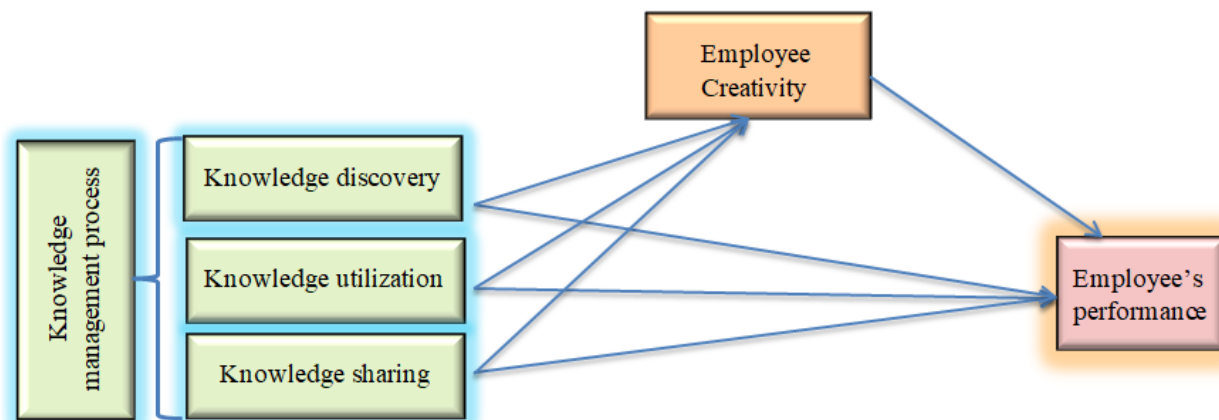 Employee
Creativity
Knowledge
management process
Knowledge discovery
Knowledge utilization
Knowledge sharing
Employee’s
performance